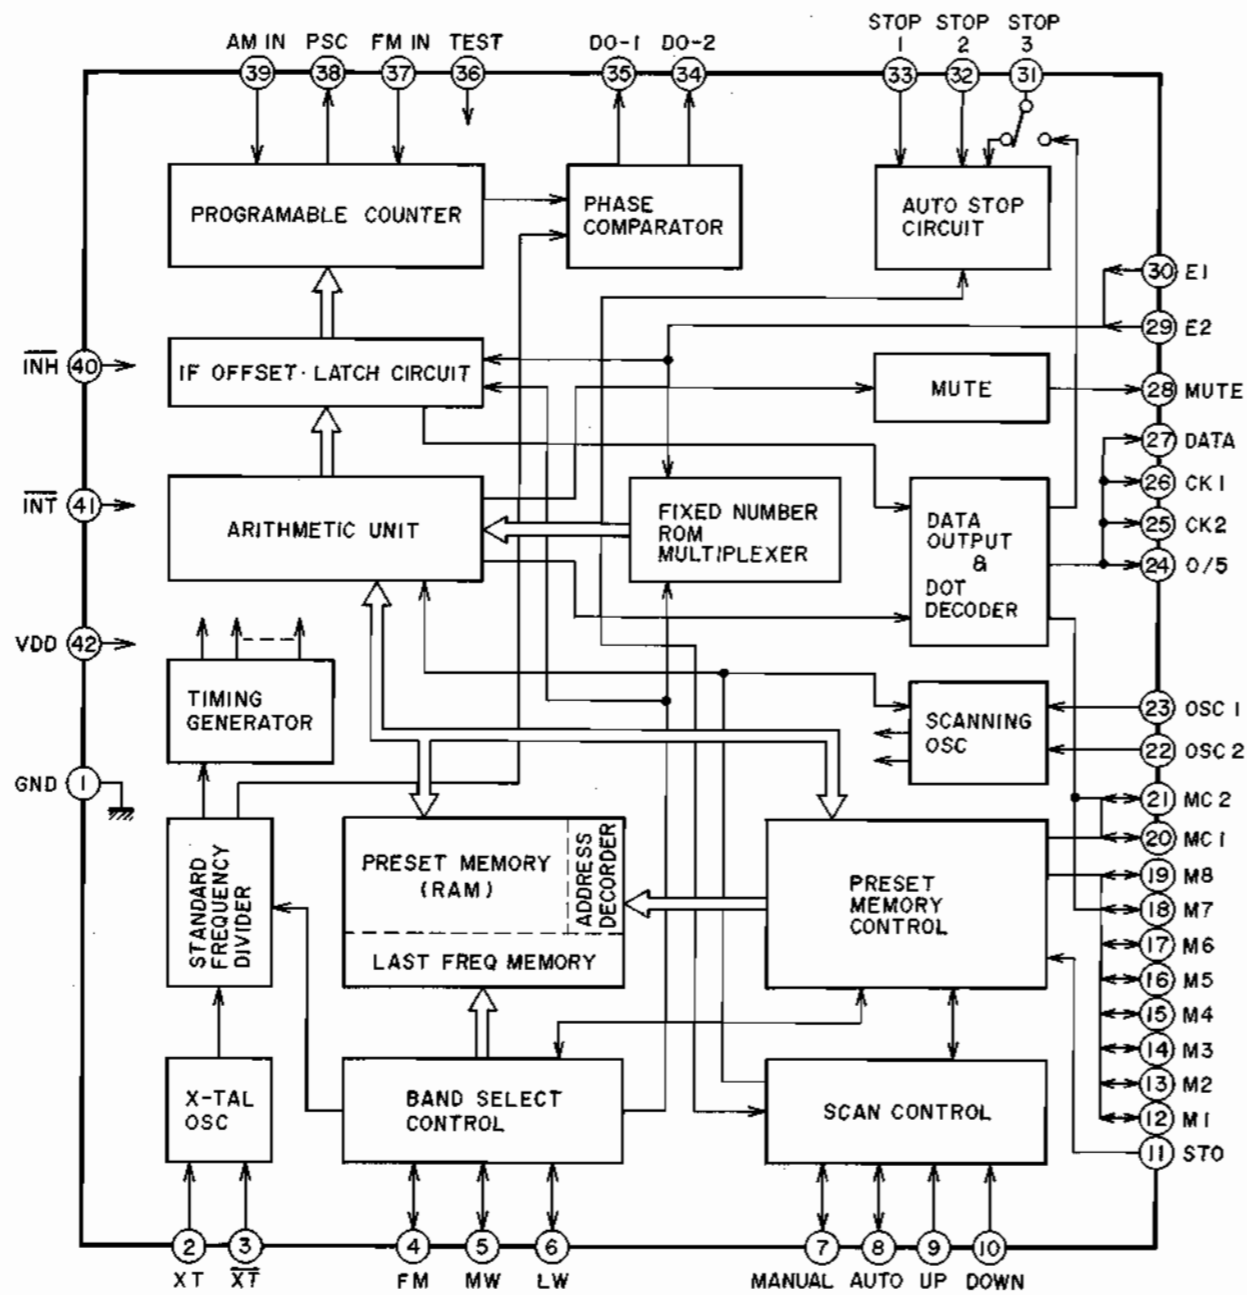 AM IN PSC FM IN TEST DO-1 DO-2 STOP 1 STOP 2 STOP 3
39 38 37 36 35 34 33 32 31
PROGRAMABLE COUNTER
PHASE
COMPARATOR
AUTO STOP
CIRCUIT
30 E1
29 E2
INH 40
IF OFFSET · LATCH CIRCUIT
MUTE
28 MUTE
27 DATA
26 CK1
25 CK2
24 O/5
INT 41
ARITHMETIC UNIT
FIXED NUMBER
ROM
MULTIPLEXER
DATA
OUTPUT
&
DOT
DECODER
VDD 42
TIMING
GENERATOR
SCANNING
OSC
23 OSC 1
22 OSC 2
GND 1
21 MC 2
20 MC 1
19 M8
18 M7
17 M6
16 M5
15 M4
14 M3
13 M2
12 M1
11 STO
STANDARD
FREQUENCY
DIVIDER
PRESET MEMORY
(RAM)
ADDRESS
DECORDER
LAST FREQ MEMORY
PRESET
MEMORY
CONTROL
X-TAL
OSC
BAND SELECT
CONTROL
SCAN CONTROL
2 3 4 5 6 7 8 9 10
XT XT FM MW LW MANUAL AUTO UP DOWN